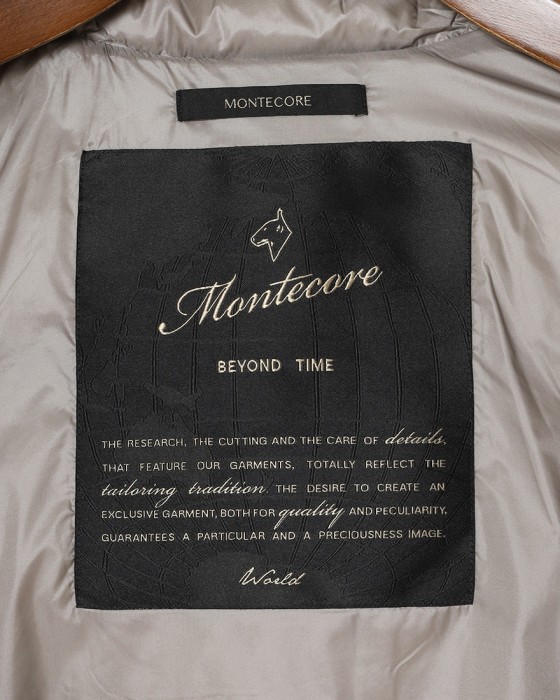 MONTECORE
Montecore
BEYOND TIME
THE RESEARCH, THE CUTTING AND THE CARE OF details,
THAT FEATURE OUR GARMENTS, TOTALLY REFLECT THE
tailoring tradition. THE DESIRE TO CREATE AN
EXCLUSIVE GARMENT, BOTH FOR quality AND PECULIARITY,
GUARANTEES A PARTICULAR AND A PRECIOUSNESS IMAGE.
World